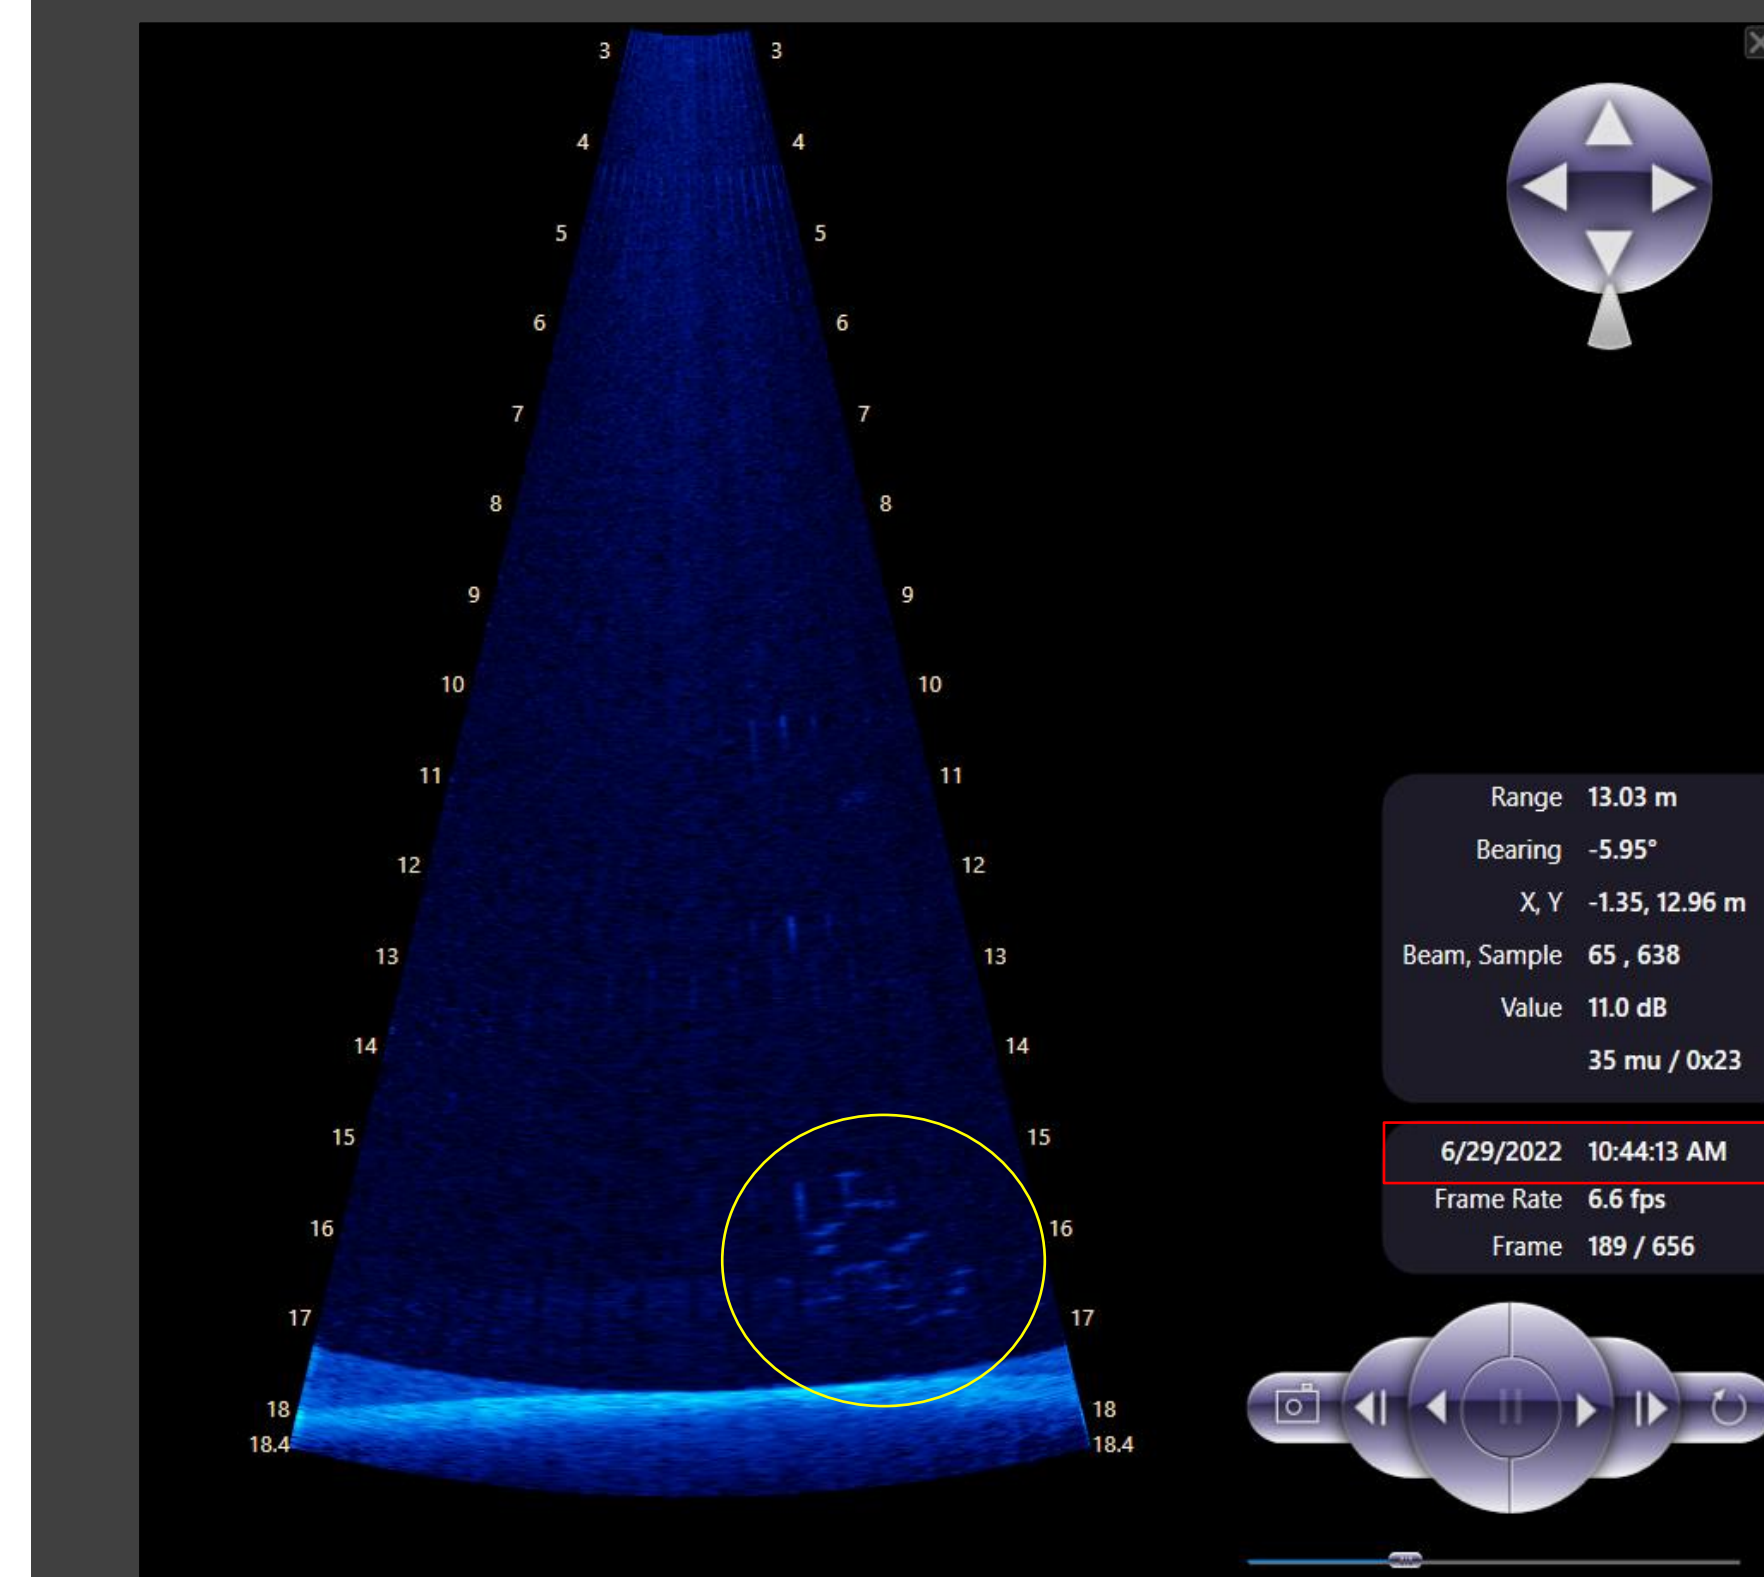 3 3
4 4
5 5
6 6
7 7
8 8
9 9
10 10
11 11
12 12
13 13
14 14
15 15
16 16
17 17
18 18
18.4 18.4
Range 13.03 m
Bearing -5.95°
X, Y -1.35, 12.96 m
Beam, Sample 65 , 638
Value 11.0 dB
35 mu / 0x23
6/29/2022 10:44:13 AM
Frame Rate 6.6 fps
Frame 189 / 656